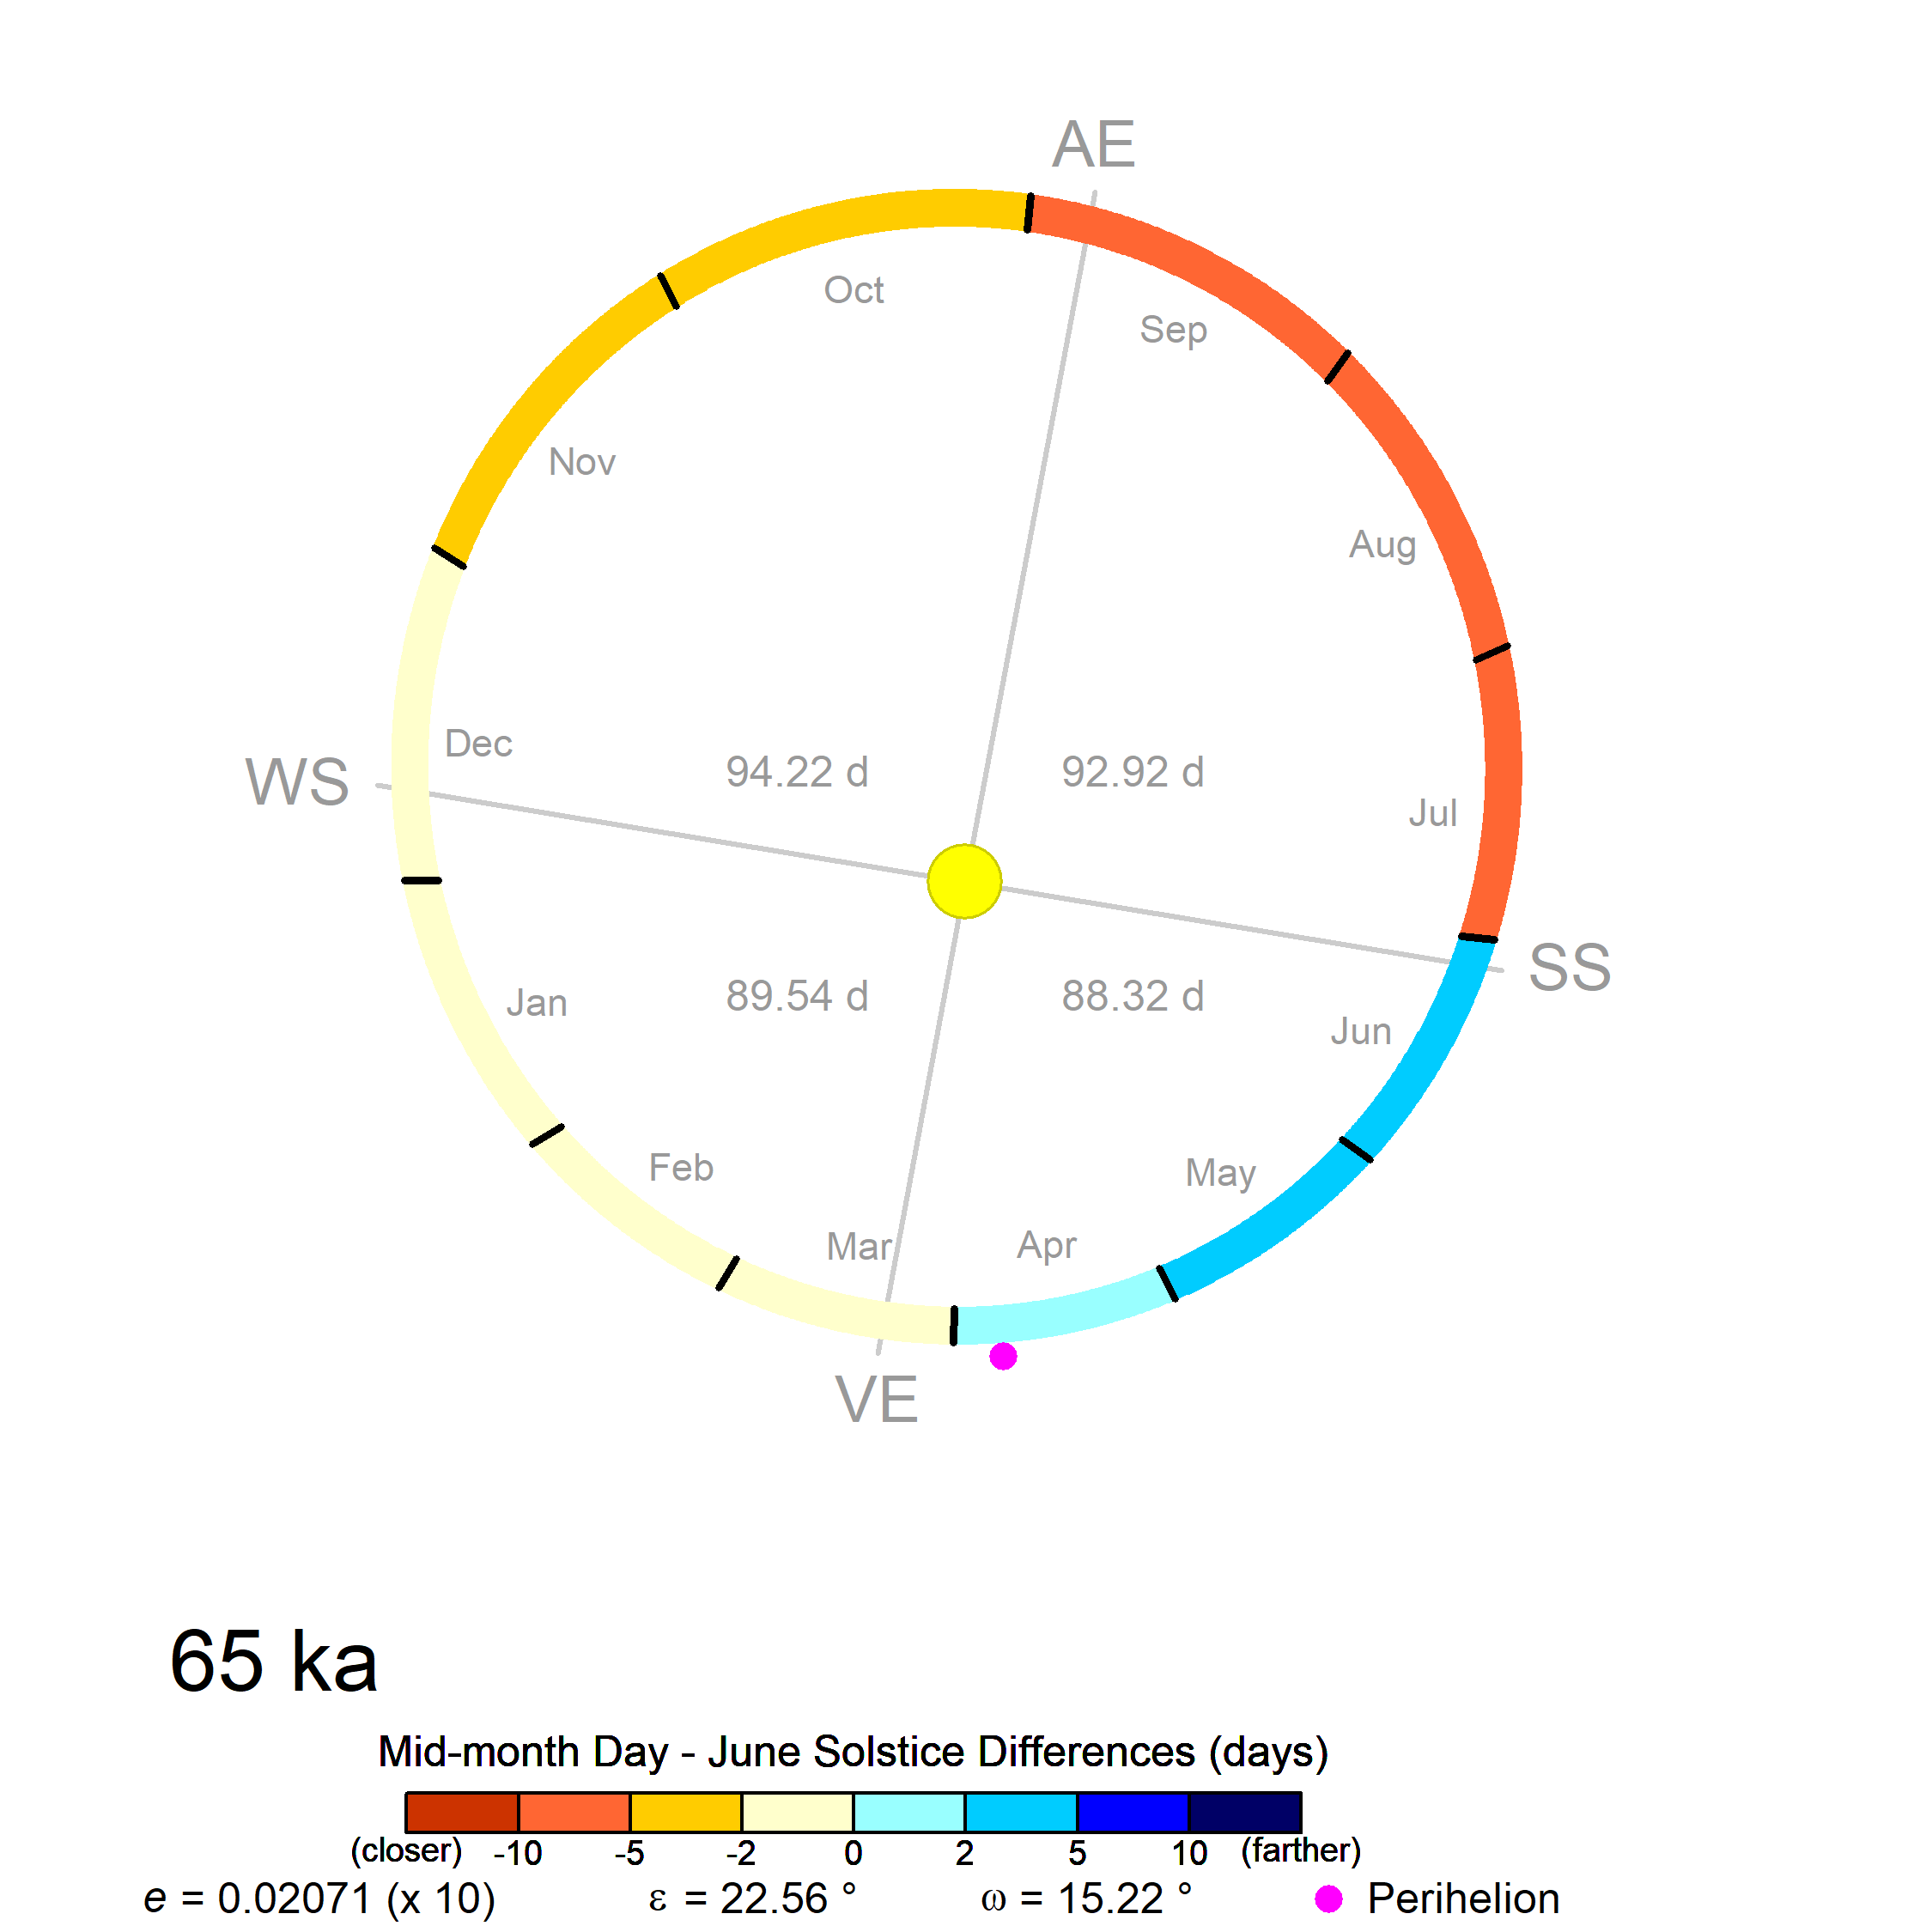 AE
Oct
Sep
Nov
Aug
Dec
WS
94.22 d
92.92 d
Jul
SS
89.54 d
88.32 d
Jan
Jun
Feb
May
Mar
Apr
VE
65 ka
Mid-month Day - June Solstice Differences (days)
(closer) -10 -5 -2 0 2 5 10 (farther)
e = 0.02071 (x 10) ε = 22.56 ° ω = 15.22 ° Perihelion